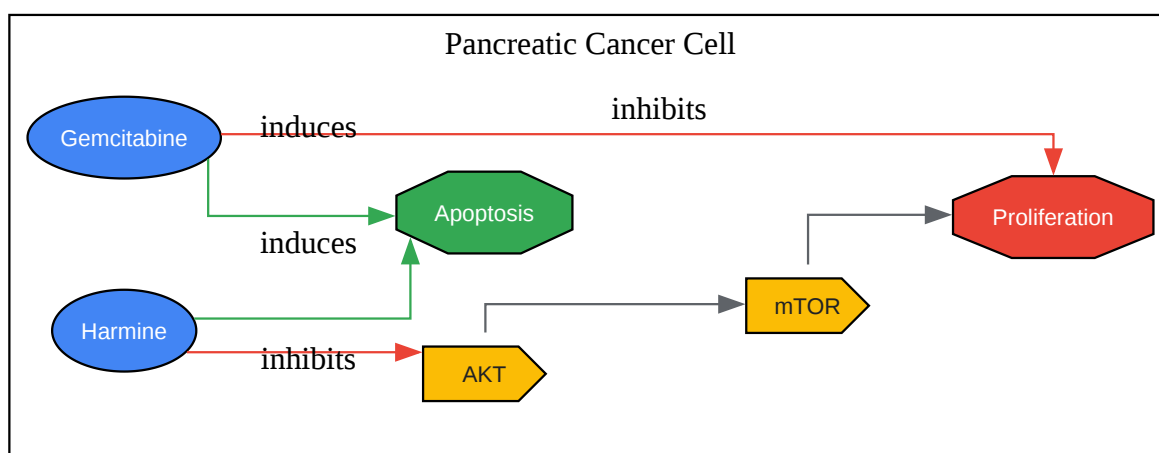 Pancreatic Cancer Cell
inhibits
induces
Gemcitabine
Apoptosis
Proliferation
induces
mTOR
Harmine
inhibits
AKT